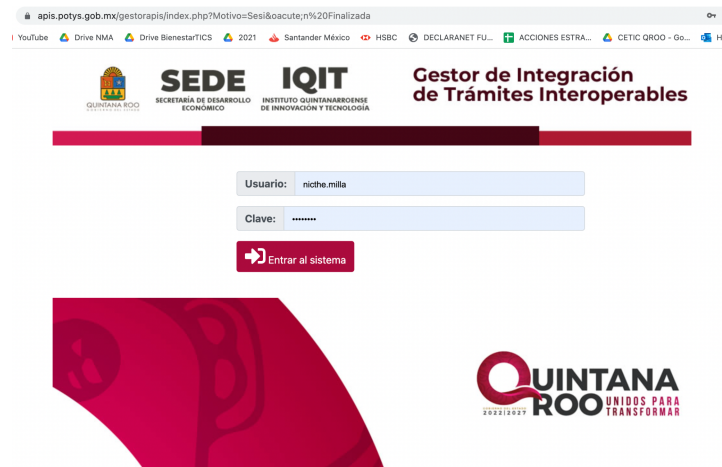 apis.potys.gob.mx/gestorapis/index.php?Motivo=Sesi&oacute;n%20Finalizada
YouTube Drive NMA Drive BienestarTICS 2021 Santander México HSBC DECLARANET FU... ACCIONES ESTRA... CETIC QROO - Go... H
QUINTANA ROO
SEDE
SECRETARÍA DE DESARROLLO
ECONÓMICO
IQIT
INSTITUTO QUINTANARROENSE
DE INNOVACIÓN Y TECNOLOGÍA
Gestor de Integración
de Trámites Interoperables
Usuario: nicthe.milla
Clave: ••••••••
Entrar al sistema
QUINTANA
ROO
UNIDOS PARA
TRANSFORMAR
2022|2027